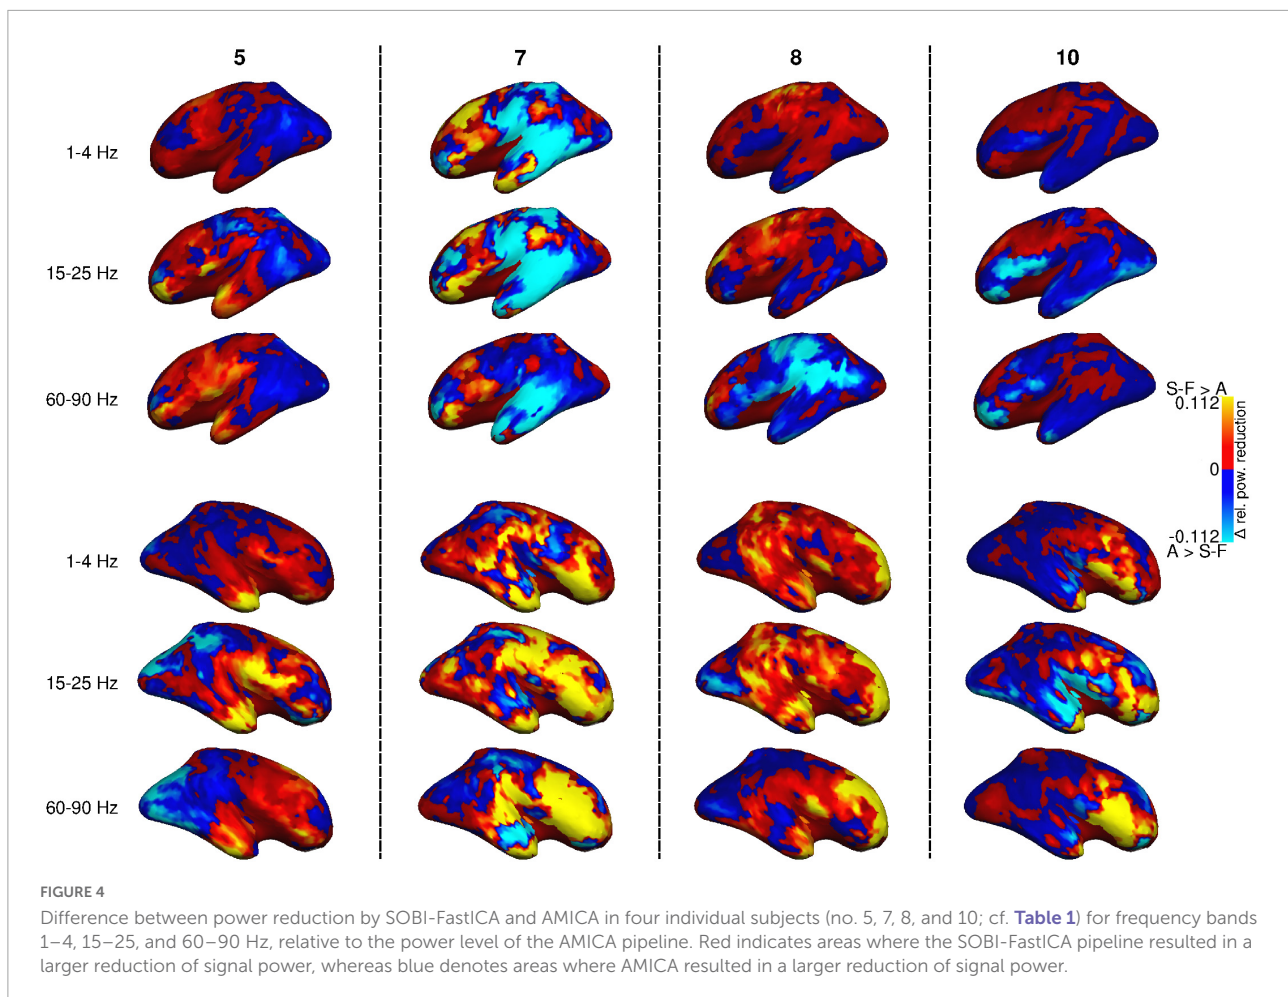 5 7 8 10
1-4 Hz
15-25 Hz
60-90 Hz
S-F > A
0.112
0
-0.112
A > S-F
Δ rel. pow. reduction
1-4 Hz
15-25 Hz
60-90 Hz
FIGURE 4
Difference between power reduction by SOBI-FastICA and AMICA in four individual subjects (no. 5, 7, 8, and 10; cf. Table 1) for frequency bands
1–4, 15–25, and 60–90 Hz, relative to the power level of the AMICA pipeline. Red indicates areas where the SOBI-FastICA pipeline resulted in a
larger reduction of signal power, whereas blue denotes areas where AMICA resulted in a larger reduction of signal power.